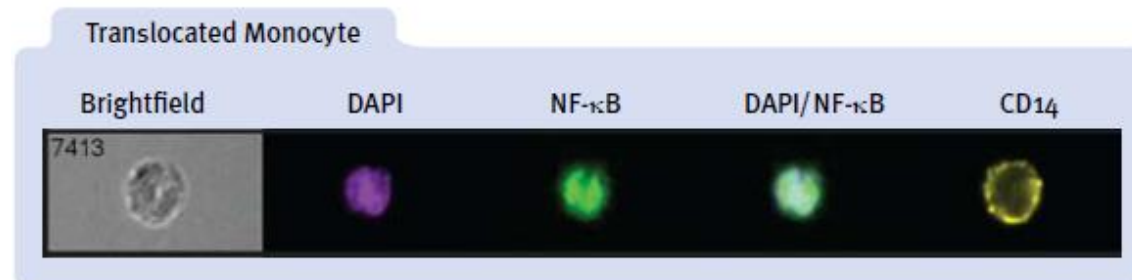 Translocated Monocyte
Brightfield DAPI NF-κB DAPI/NF-κB CD14
7413